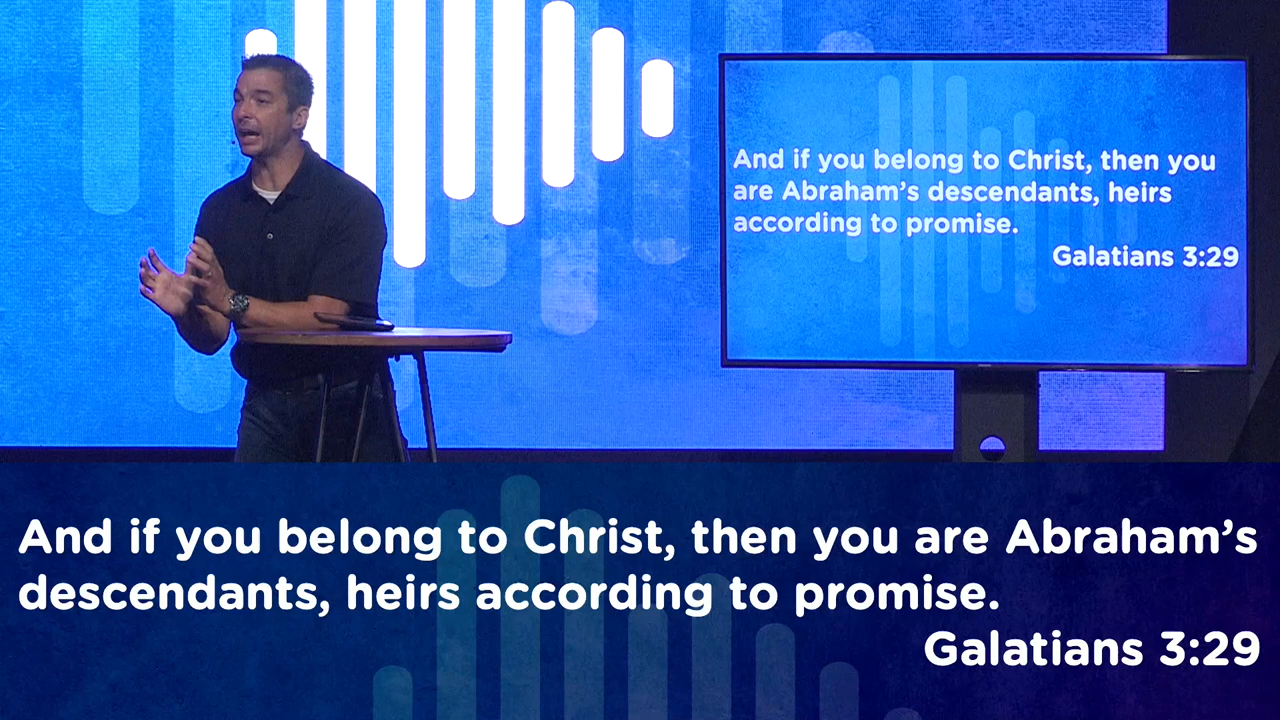 And if you belong to Christ, then you
are Abraham’s descendants, heirs
according to promise.
Galatians 3:29
And if you belong to Christ, then you are Abraham’s
descendants, heirs according to promise.
Galatians 3:29